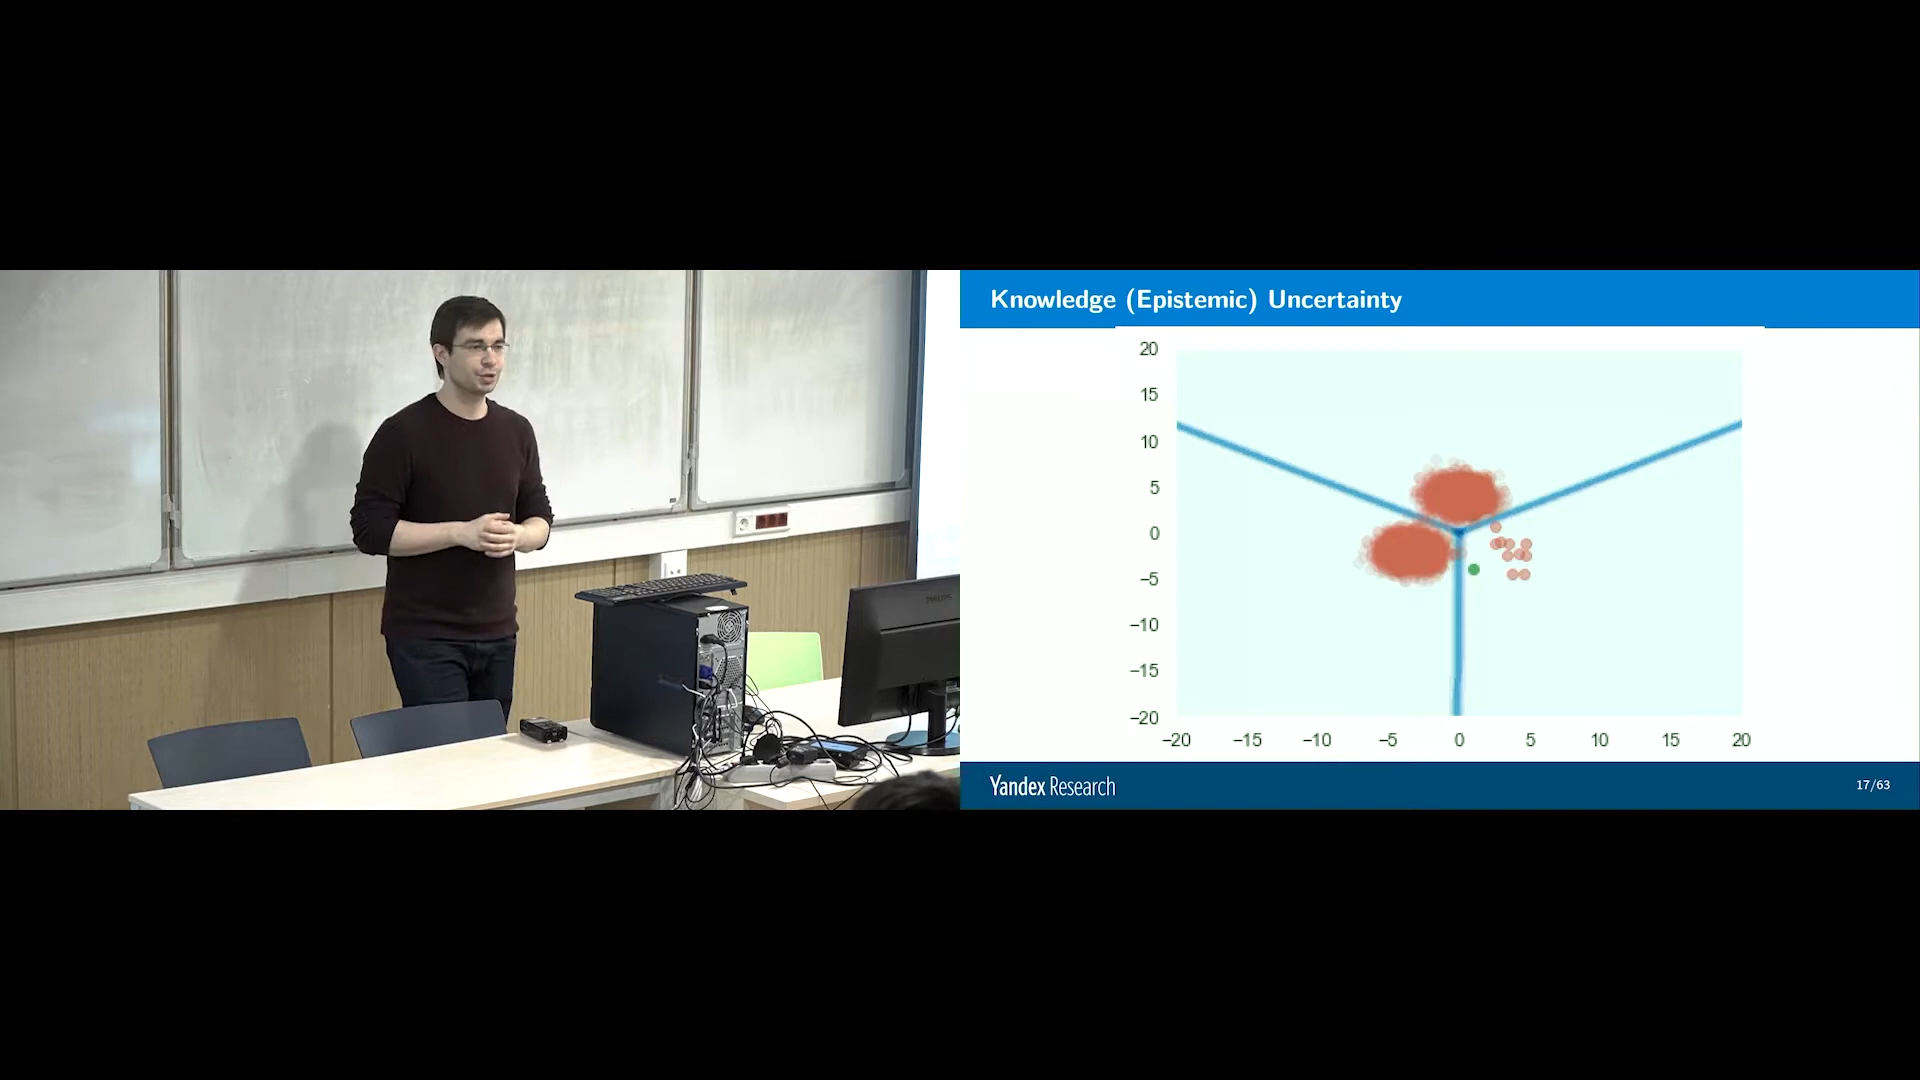 PHILIPS
Knowledge (Epistemic) Uncertainty
20
15
10
5
0
−5
−10
−15
−20
−20 −15 −10 −5 0 5 10 15 20
Yandex Research
17/63